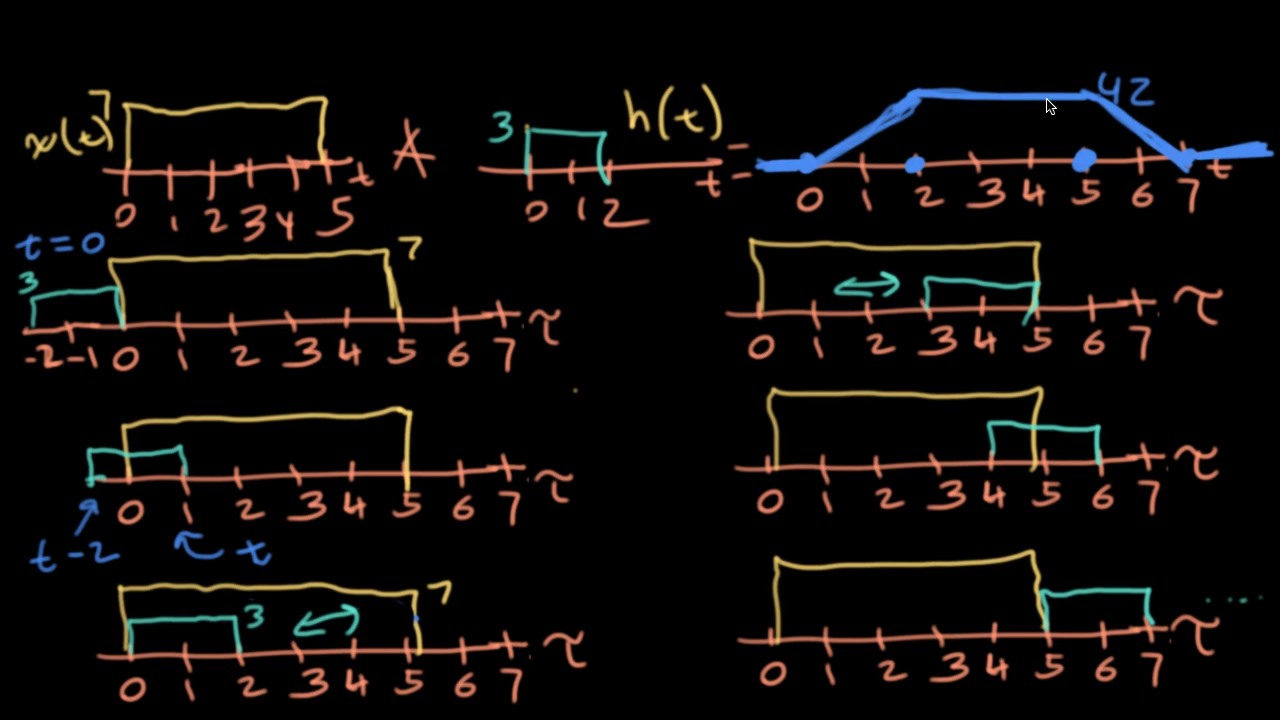 7 3 h(t) 42
x(t) t * t = t
0 1 2 3 4 5 0 1 2 0 1 2 3 4 5 6 7
t = 0 7
3 τ τ
-2 -1 0 1 2 3 4 5 6 7 0 1 2 3 4 5 6 7
τ τ
0 1 2 3 4 5 6 7 0 1 2 3 4 5 6 7
t - 2 t
3 7 ....
τ τ
0 1 2 3 4 5 6 7 0 1 2 3 4 5 6 7